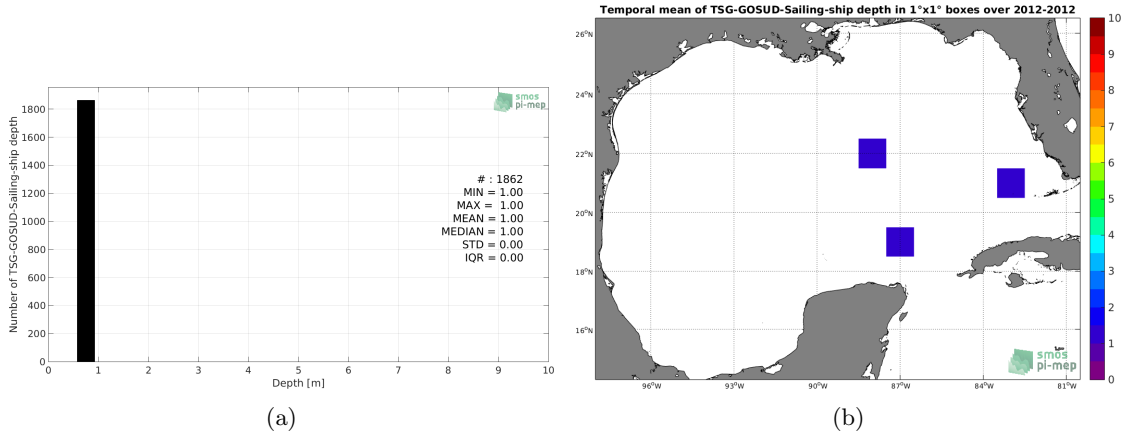 Temporal mean of TSG-GOSUD-Sailing-ship depth in 1°x1° boxes over 2012-2012
Number of TSG-GOSUD-Sailing-ship depth
1800
1600
1400
1200
1000
800
600
400
200
0
smos
pi-mep
# : 1862
MIN = 1.00
MAX = 1.00
MEAN = 1.00
MEDIAN = 1.00
STD = 0.00
IQR = 0.00
0 1 2 3 4 5 6 7 8 9 10
Depth [m]
(a)
26°N
24°N
22°N
20°N
18°N
16°N
96°W 93°W 90°W 87°W 84°W 81°W
smos
pi-mep
10
9
8
7
6
5
4
3
2
1
0
(b)